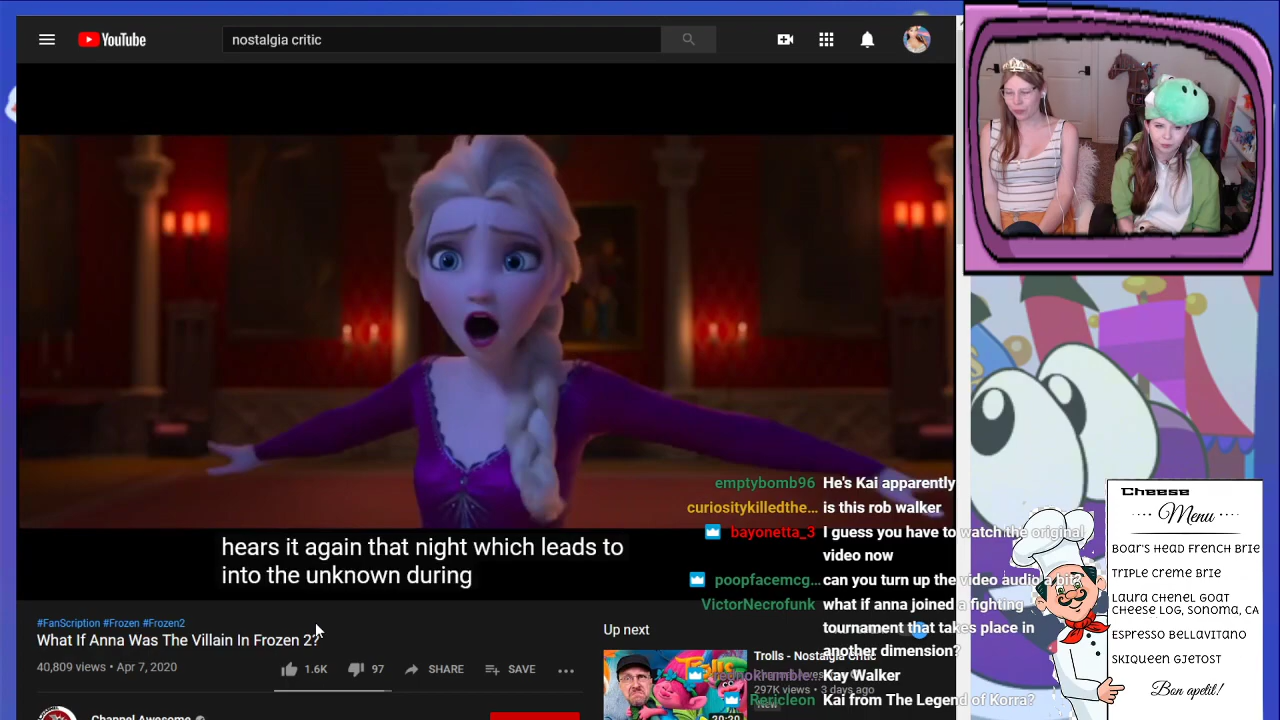 YouTube
nostalgia critic
hears it again that night which leads to
into the unknown during
#FanScription #Frozen #Frozen2
What If Anna Was The Villain In Frozen 2?
40,809 views • Apr 7, 2020
1.6K
97
SHARE
SAVE
Channel Awesome
Up next
Trolls - Nostalgia Critic
297K views • 3 days ago
New
20:20
emptybomb96 He's Kai apparently
curiositykilledthe… is this rob walker
bayonetta_3 I guess you have to watch the original
video now
poopfacemcg… can you turn up the video audio a bit?
VictorNecrofunk what if anna joined a fighting
tournament that takes place in
another dimension?
Kay Walker
Rericleon Kai from The Legend of Korra?
Cheese
Menu
Boar's Head French Brie
Triple Creme Brie
Laura Chenel Goat
Cheese Log, Sonoma, CA
Espresso Bellavitano
Skiqueen Gjetost
Bon apetit!